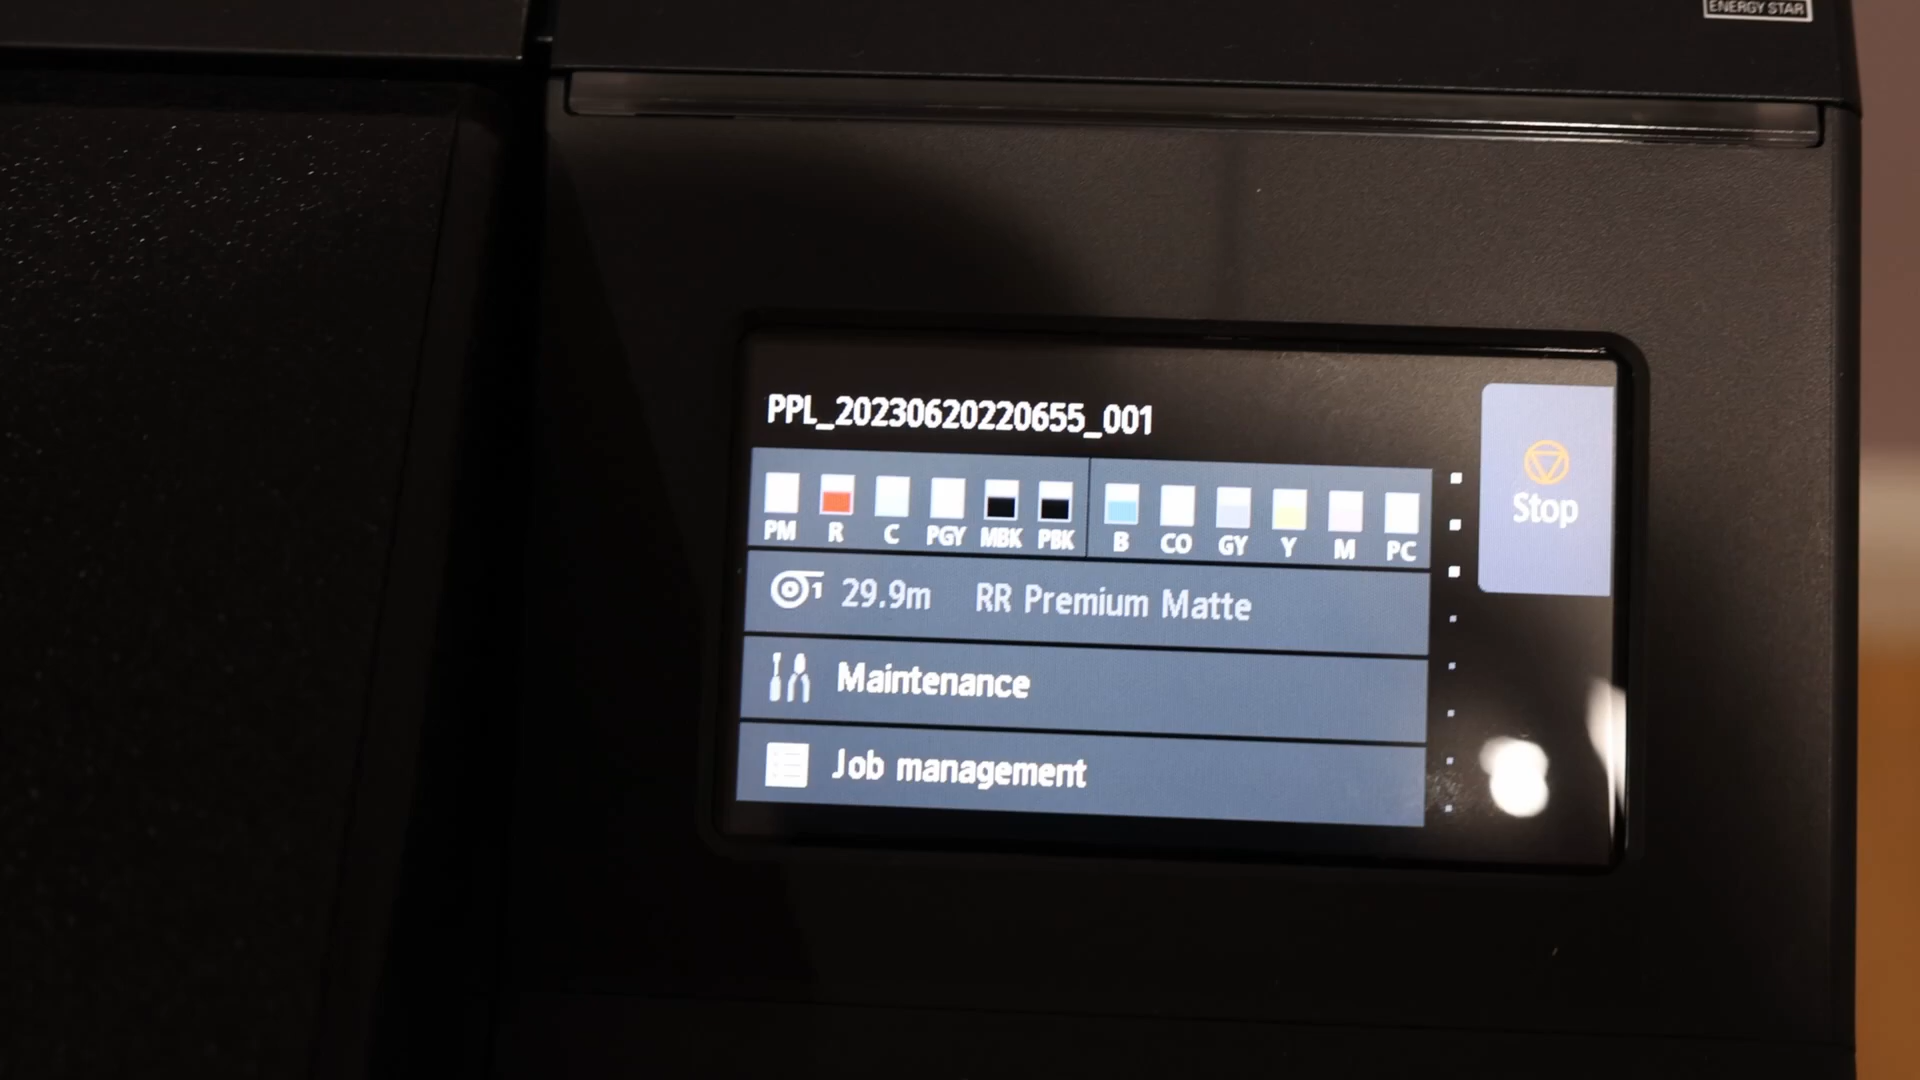 ENERGY STAR
PPL_20230620220655_001
PM R C PGY MBK PBK B CO GY Y M PC
Stop
1 29.9m RR Premium Matte
Maintenance
Job management